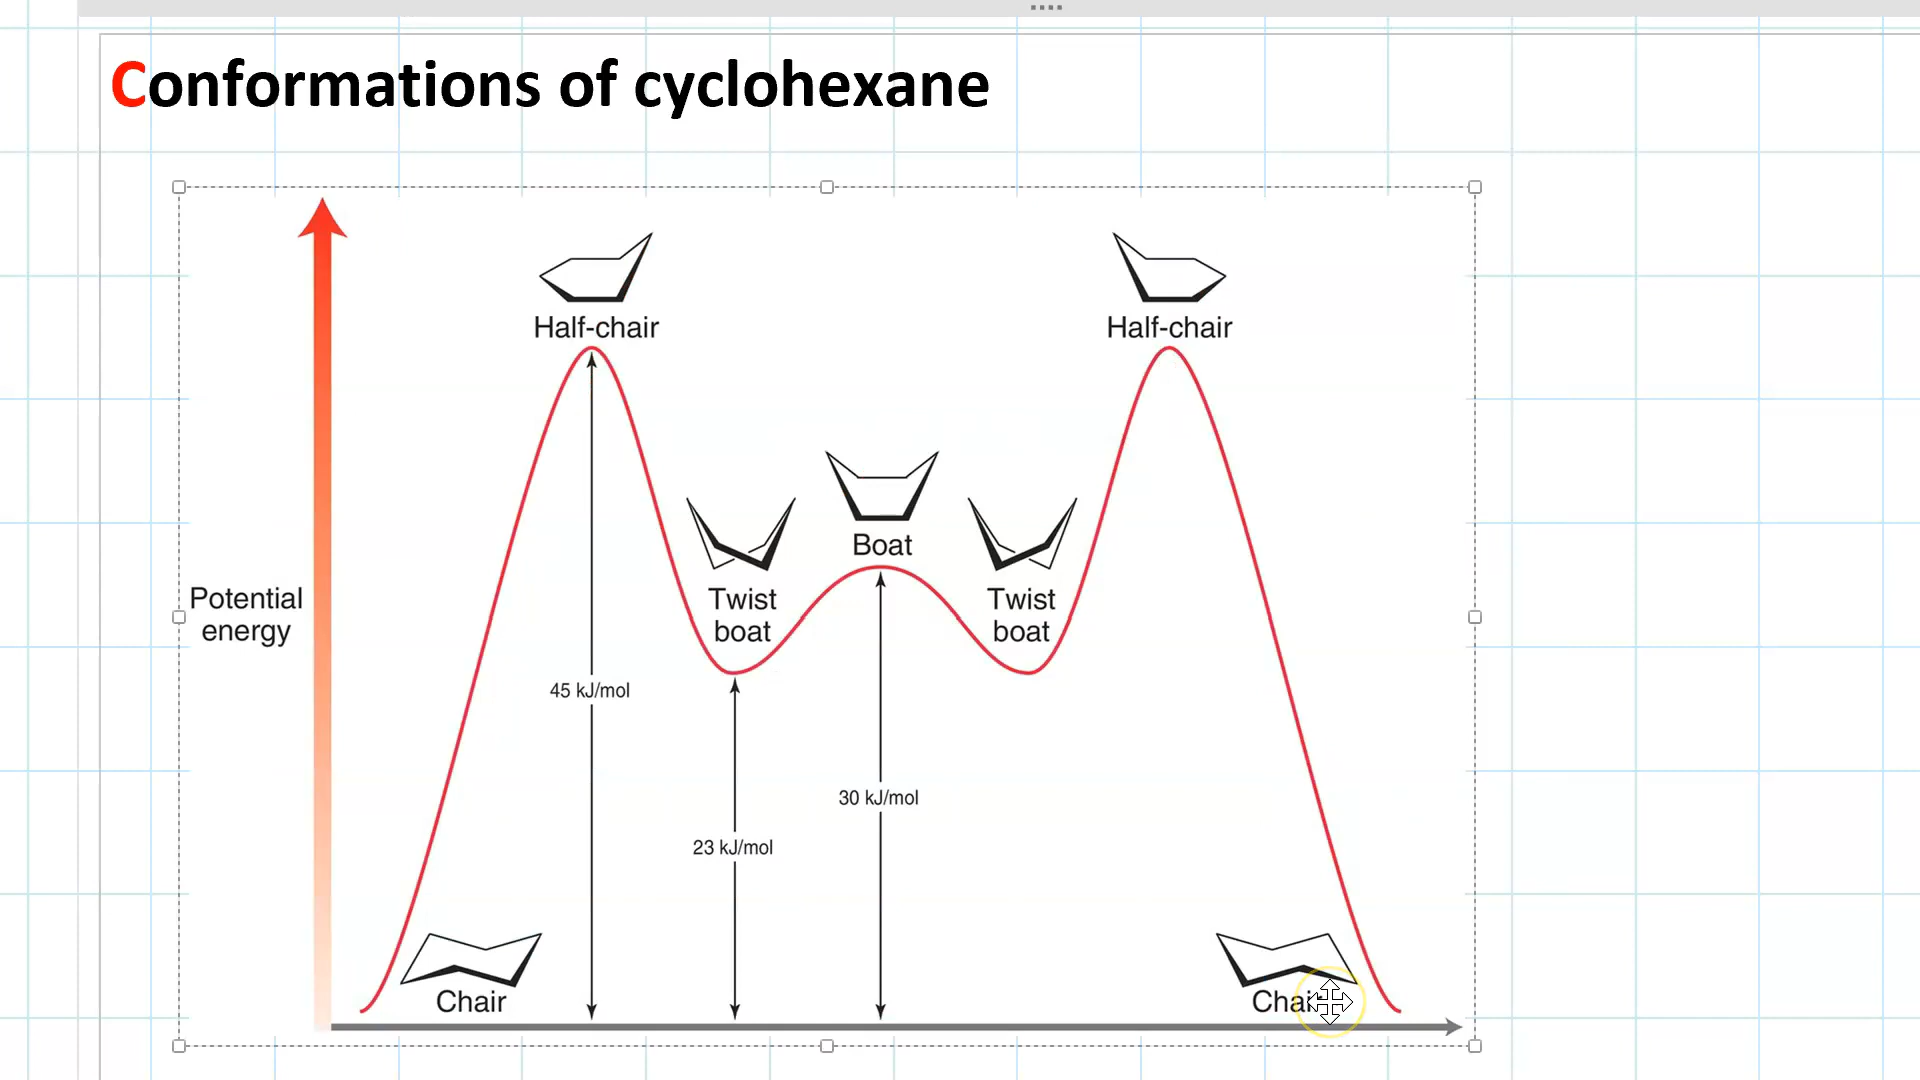 Conformations of cyclohexane
Half-chair
Half-chair
Boat
Twist
boat
Twist
boat
Potential
energy
45 kJ/mol
30 kJ/mol
23 kJ/mol
Chair
Chair